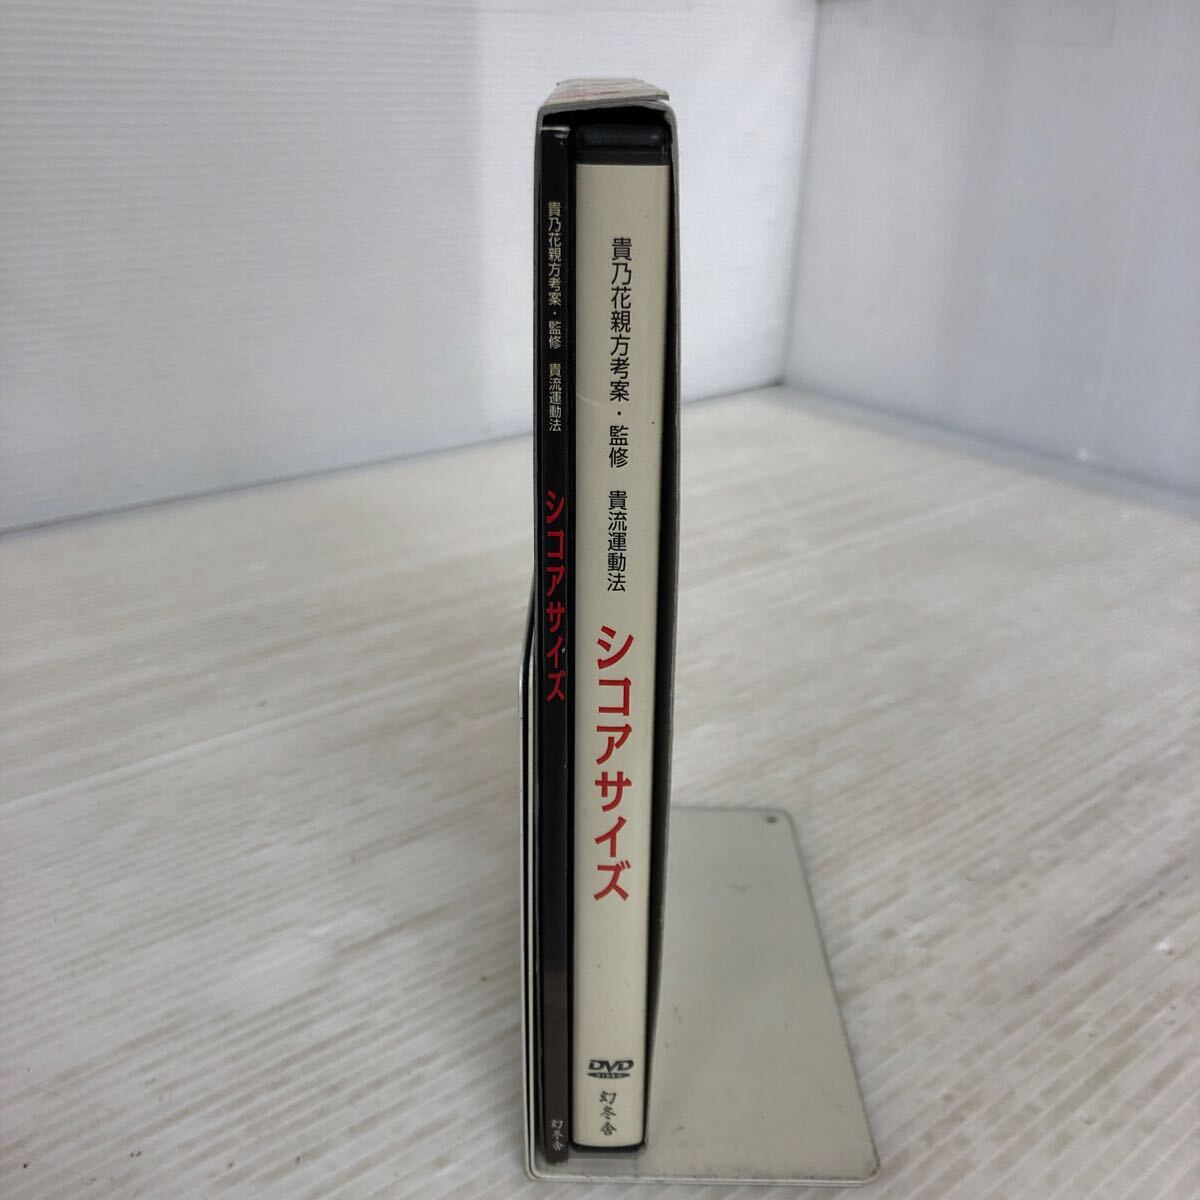 貴乃花親方考案・監修 貴流運動法
シコアサイズ
幻冬舎
貴乃花親方考案・監修 貴流運動法
シコアサイズ
DVD
VIDEO
幻冬舎